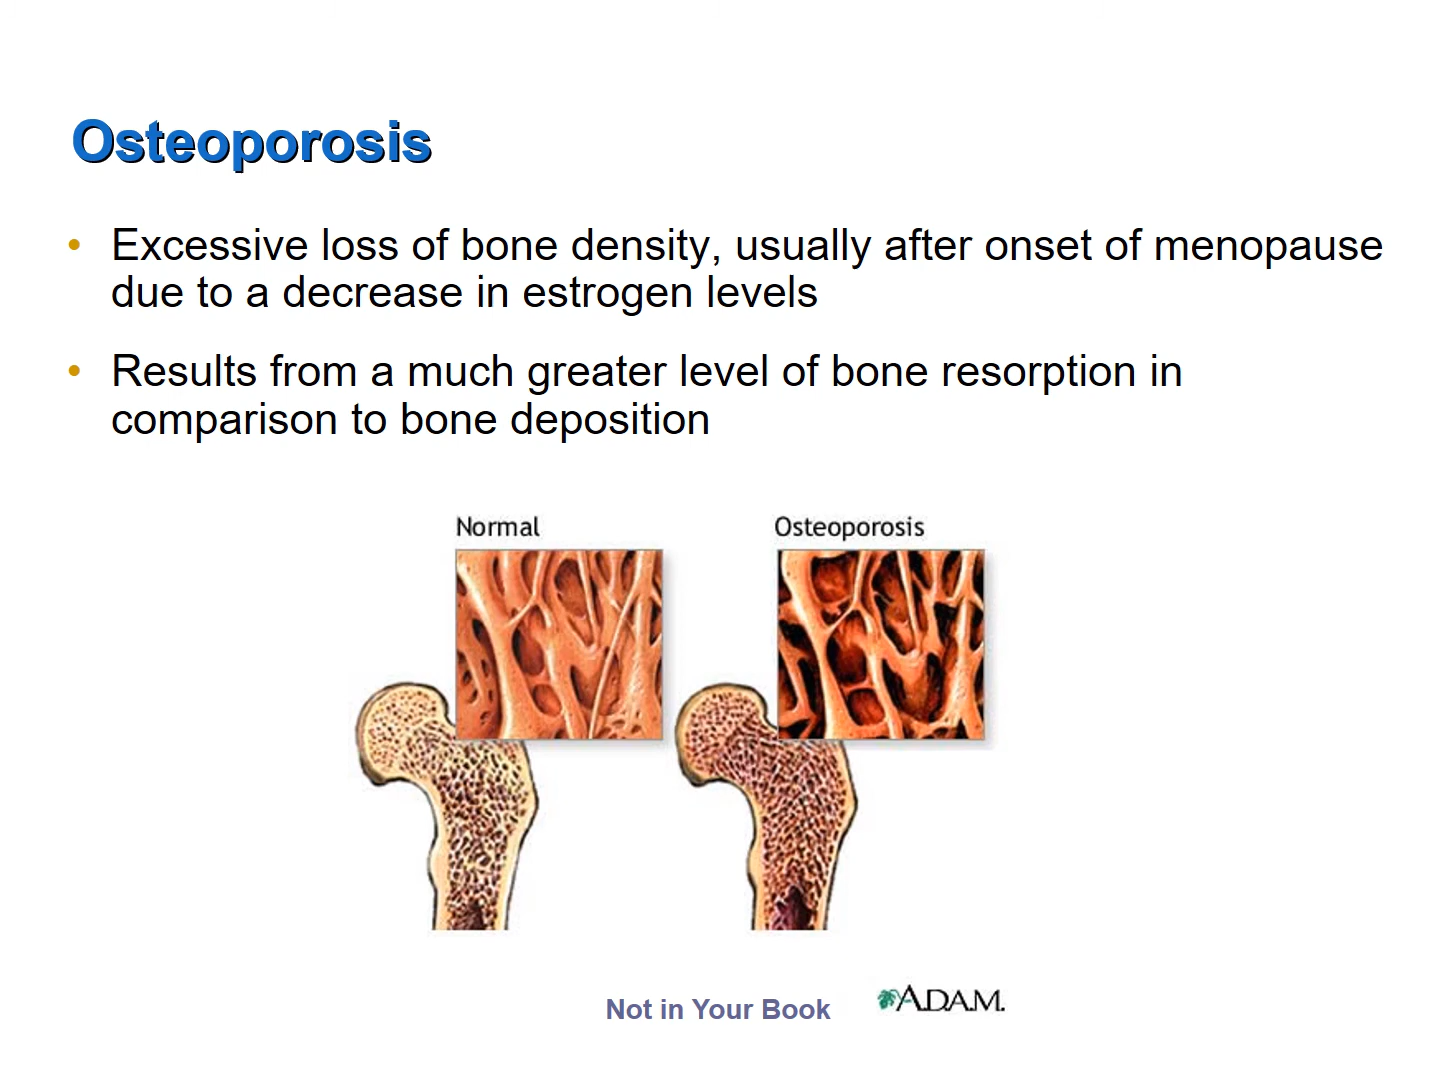 Osteoporosis
• Excessive loss of bone density, usually after onset of menopause
due to a decrease in estrogen levels
• Results from a much greater level of bone resorption in
comparison to bone deposition
Normal
Osteoporosis
Not in Your Book
A.D.A.M.